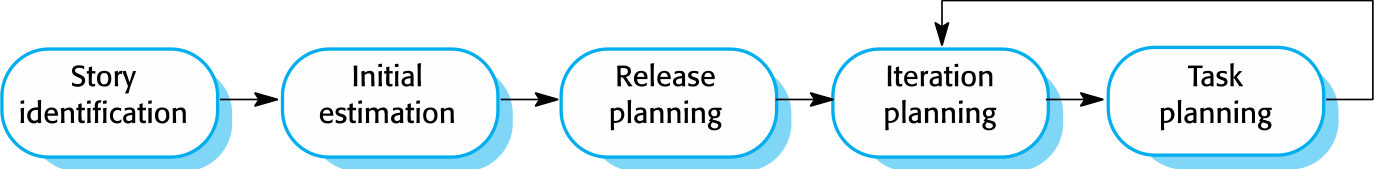 Story
identification
Initial
estimation
Release
planning
Iteration
planning
Task
planning